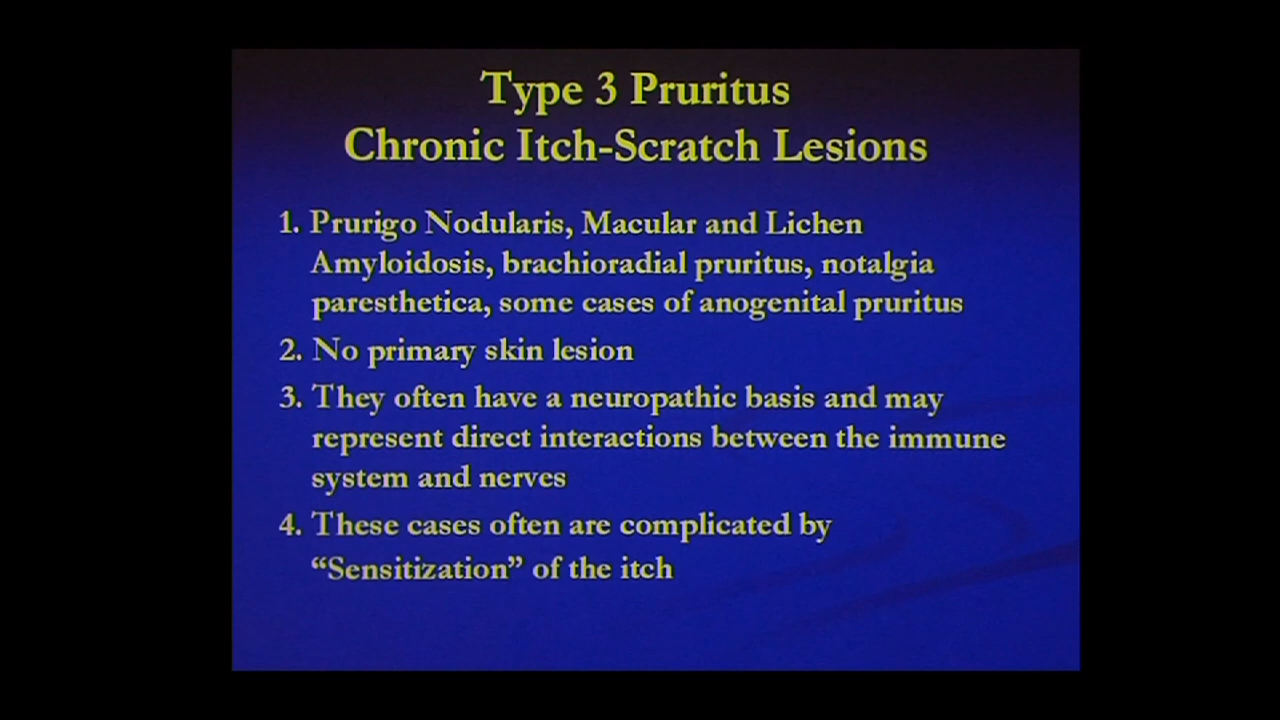 Type 3 Pruritus
Chronic Itch-Scratch Lesions
1. Prurigo Nodularis, Macular and Lichen
Amyloidosis, brachioradial pruritus, notalgia
paresthetica, some cases of anogenital pruritus
2. No primary skin lesion
3. They often have a neuropathic basis and may
represent direct interactions between the immune
system and nerves
4. These cases often are complicated by
“Sensitization” of the itch